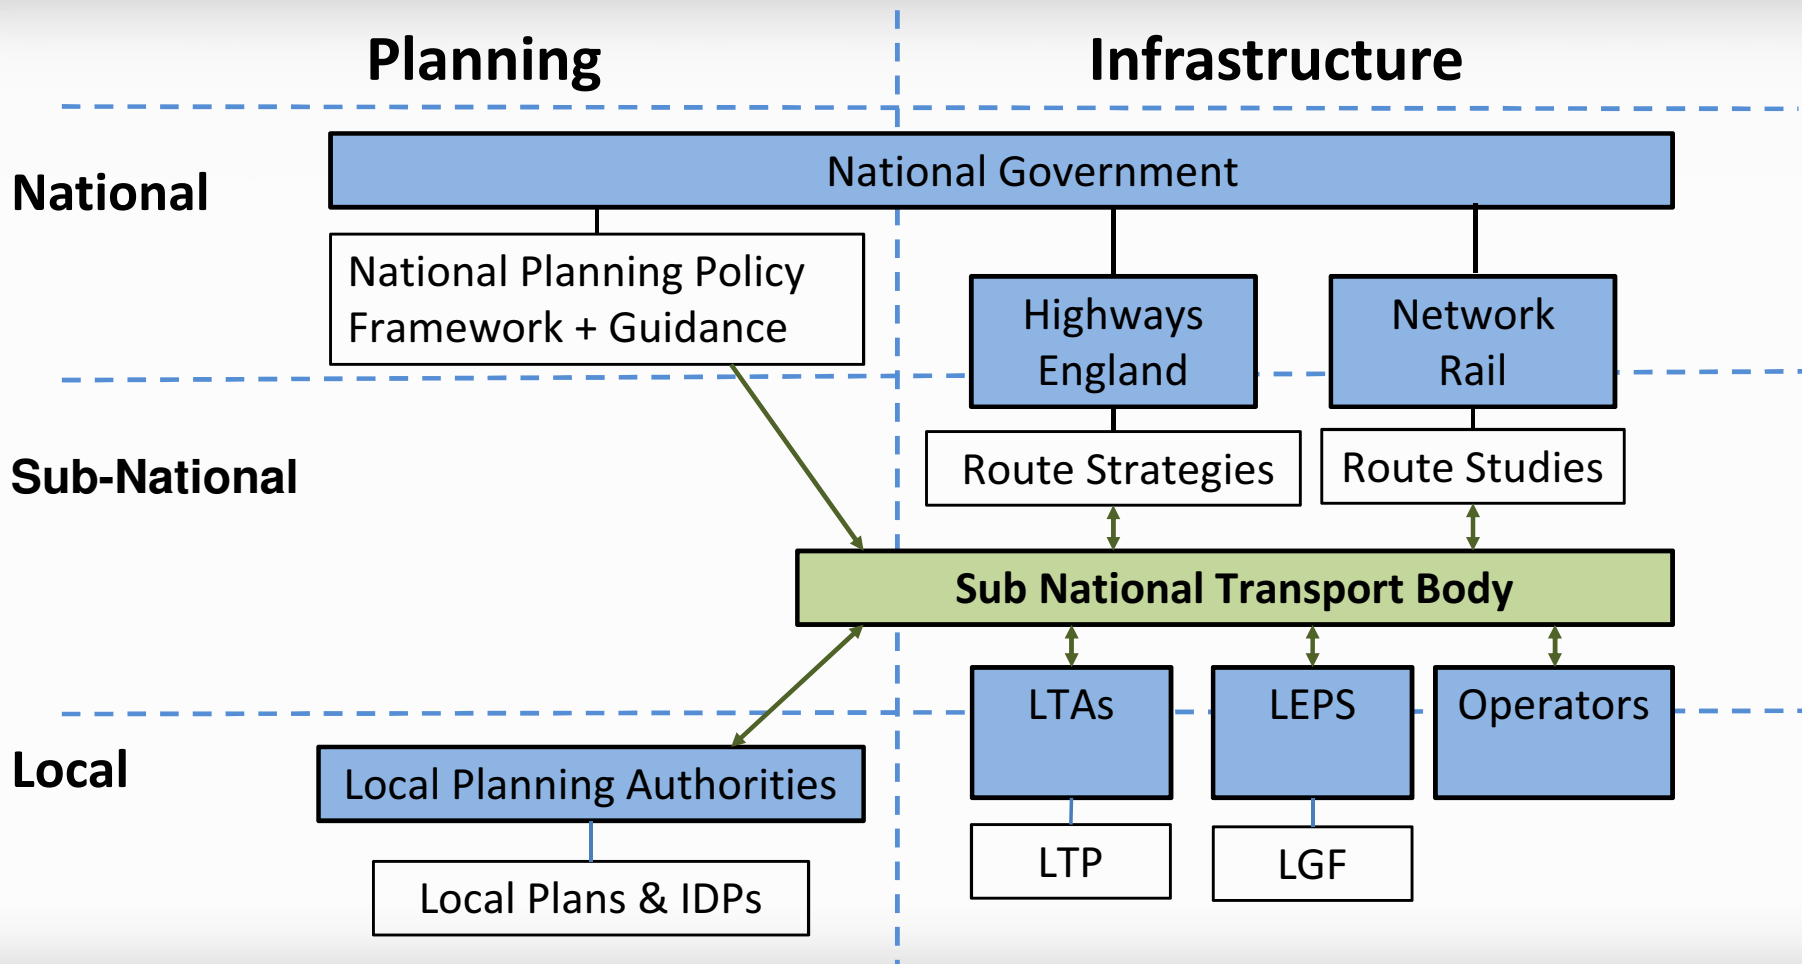 Planning
Infrastructure
National
National Government
National Planning Policy
Framework + Guidance
Highways
England
Network
Rail
Sub-National
Route Strategies
Route Studies
Sub National Transport Body
LTAs
LEPS
Operators
Local
Local Planning Authorities
LTP
LGF
Local Plans & IDPs